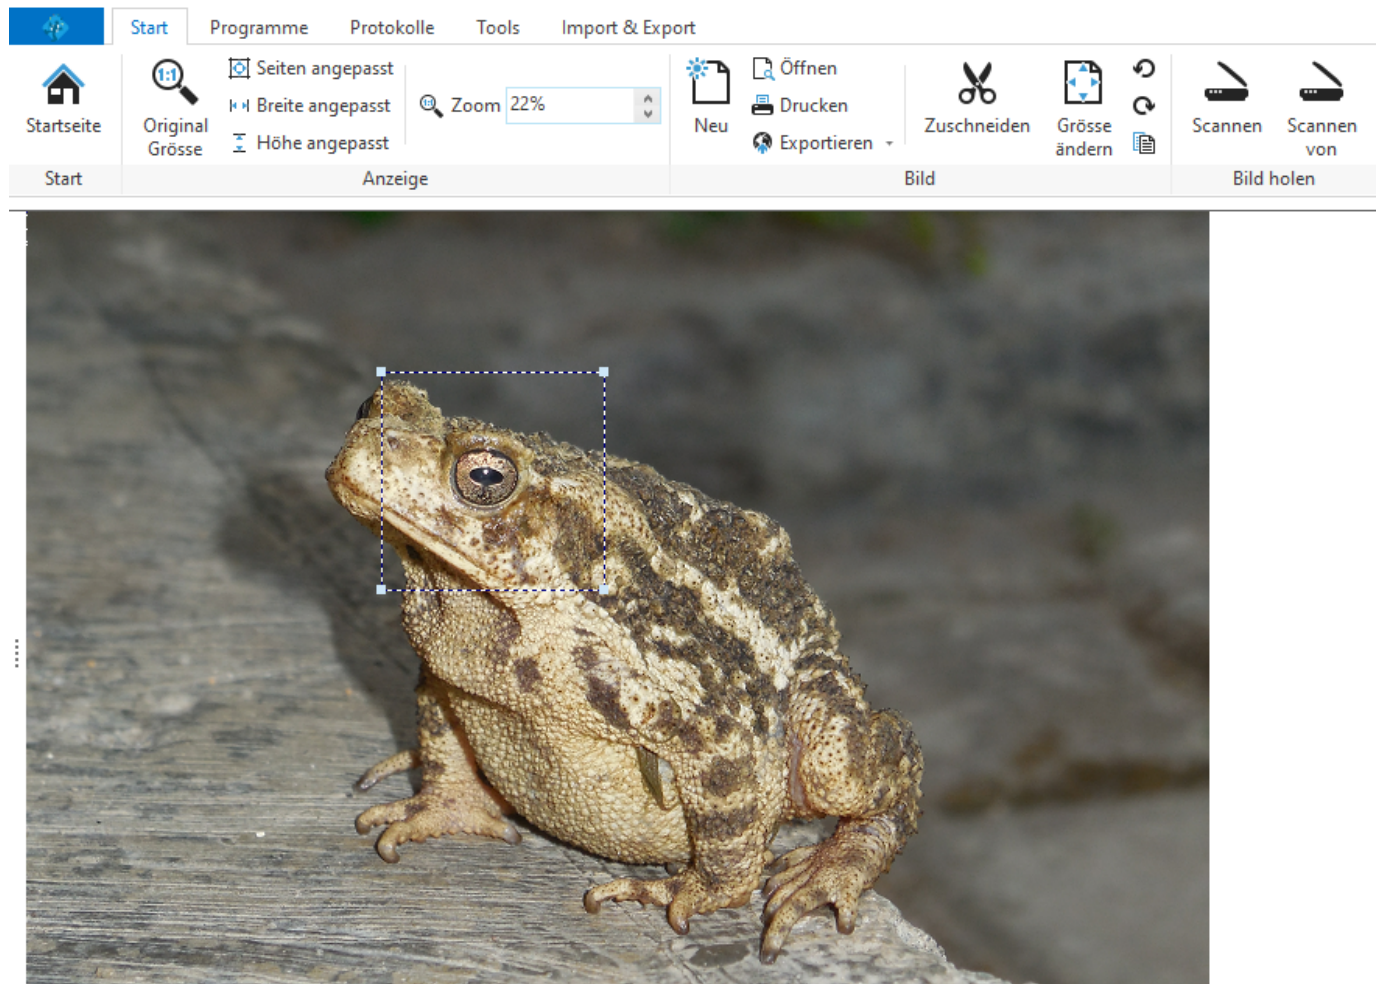 Start Programme Protokolle Tools Import & Export
Startseite
Original
Grösse
Seiten angepasst
Breite angepasst
Höhe angepasst
Zoom 22%
Neu
Öffnen
Drucken
Exportieren
Zuschneiden
Grösse
ändern
Scannen
Scannen
von
Start Anzeige Bild Bild holen